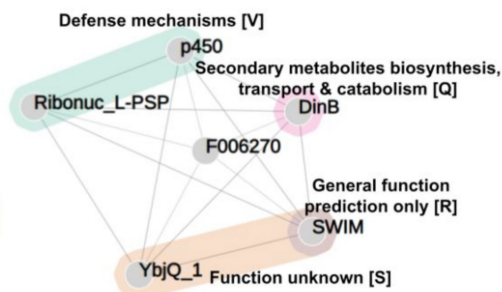 Defense mechanisms [V]
p450
Secondary metabolites biosynthesis,
transport & catabolism [Q]
Ribonuc_L-PSP
DinB
F006270
General function
prediction only [R]
SWIM
YbjQ_1
Function unknown [S]